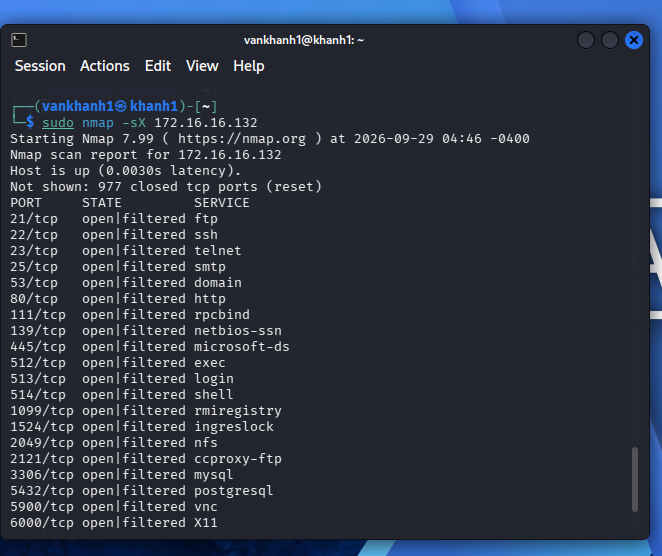 vankhanh1@khanh1: ~
Session Actions Edit View Help
┌──(vankhanh1㉿khanh1)-[~]
└─$ sudo nmap -sX 172.16.16.132
Starting Nmap 7.99 ( https://nmap.org ) at 2026-09-29 04:46 -0400
Nmap scan report for 172.16.16.132
Host is up (0.0030s latency).
Not shown: 977 closed tcp ports (reset)
PORT     STATE         SERVICE
21/tcp   open|filtered ftp
22/tcp   open|filtered ssh
23/tcp   open|filtered telnet
25/tcp   open|filtered smtp
53/tcp   open|filtered domain
80/tcp   open|filtered http
111/tcp  open|filtered rpcbind
139/tcp  open|filtered netbios-ssn
445/tcp  open|filtered microsoft-ds
512/tcp  open|filtered exec
513/tcp  open|filtered login
514/tcp  open|filtered shell
1099/tcp open|filtered rmiregistry
1524/tcp open|filtered ingreslock
2049/tcp open|filtered nfs
2121/tcp open|filtered ccproxy-ftp
3306/tcp open|filtered mysql
5432/tcp open|filtered postgresql
5900/tcp open|filtered vnc
6000/tcp open|filtered X11